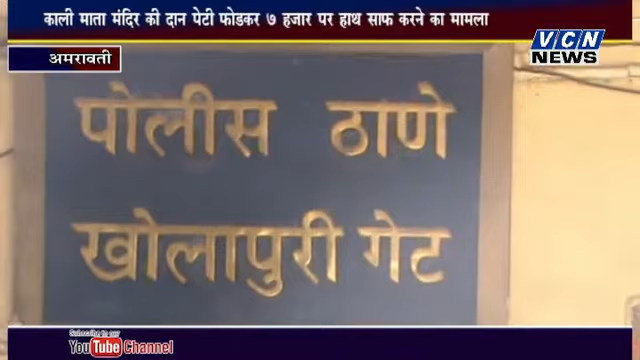 काली माता मंदिर की दान पेटी फोडकर ७ हजार पर हाथ साफ करने का मामला
VCN
NEWS
अमरावती
पोलीस ठाणे
खोलापुरी गेट
Subscribe to our
YouTube Channel